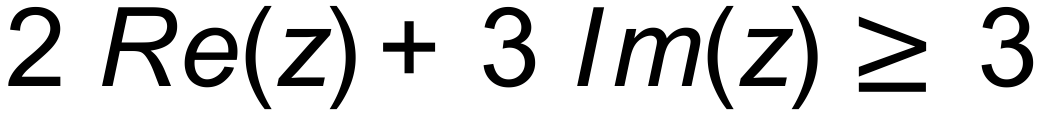 2 Re(z) + 3 Im(z) ≥ 3